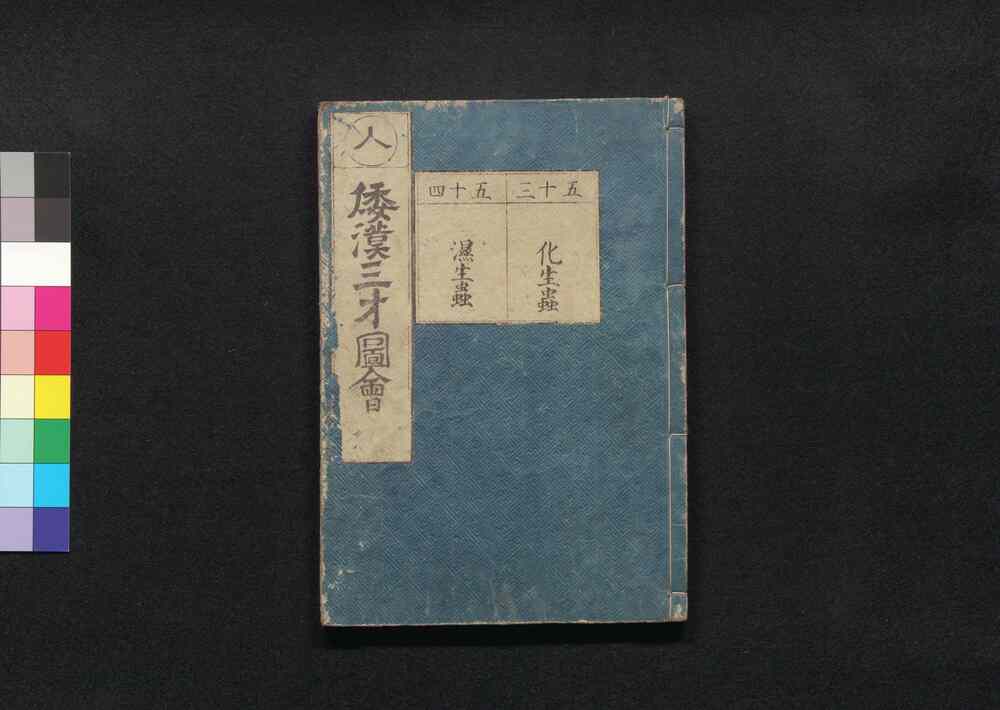 人
倭漢三才圖會
五十三
化生蟲
五十四
濕生蟲